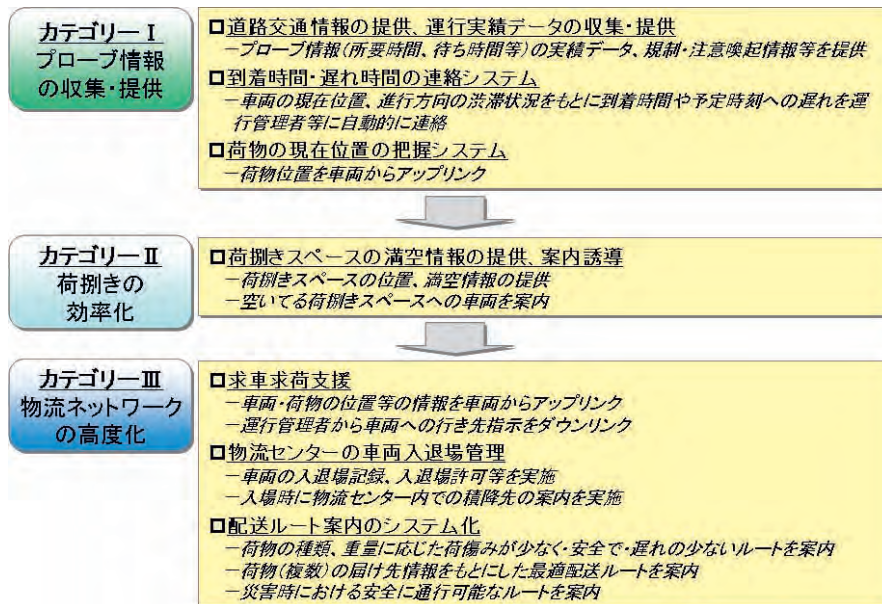 カテゴリーⅠ
プローブ情報
の収集・提供
□道路交通情報の提供、運行実績データの収集・提供
－プローブ情報(所要時間、待ち時間等)の実績データ、規制・注意喚起情報等を提供
□到着時間・遅れ時間の連絡システム
－車両の現在位置、進行方向の渋滞状況をもとに到着時間や予定時刻への遅れを運
行管理者等に自動的に連絡
□荷物の現在位置の把握システム
－荷物位置を車両からアップリンク
カテゴリーⅡ
荷捌きの
効率化
□荷捌きスペースの満空情報の提供、案内誘導
－荷捌きスペースの位置、満空情報の提供
－空いてる荷捌きスペースへの車両を案内
カテゴリーⅢ
物流ネットワーク
の高度化
□求車求荷支援
－車両・荷物の位置等の情報を車両からアップリンク
－運行管理者から車両への行き先指示をダウンリンク
□物流センターの車両入退場管理
－車両の入退場記録、入退場許可等を実施
－入場時に物流センター内での積降先の案内を実施
□配送ルート案内のシステム化
－荷物の種類、重量に応じた荷傷みが少なく・安全で・遅れの少ないルートを案内
－荷物(複数)の届け先情報をもとにした最適配送ルートを案内
－災害時における安全に通行可能なルートを案内